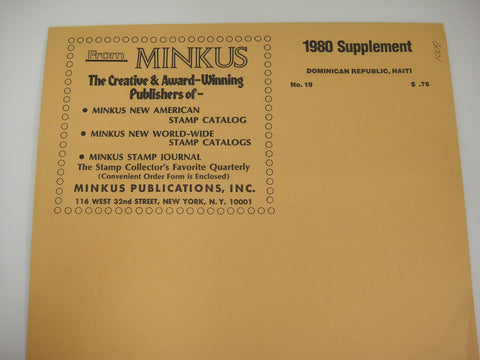 From MINKUS
The Creative & Award-Winning
Publishers of-
• MINKUS NEW AMERICAN
STAMP CATALOG
• MINKUS NEW WORLD-WIDE
STAMP CATALOGS
• MINKUS STAMP JOURNAL
The Stamp Collector's Favorite Quarterly
(Convenient Order Form is Enclosed)
MINKUS PUBLICATIONS, INC.
116 WEST 32nd STREET, NEW YORK, N.Y. 10001
1980 Supplement
DOMINICAN REPUBLIC, HAITI
No. 19 $ .75